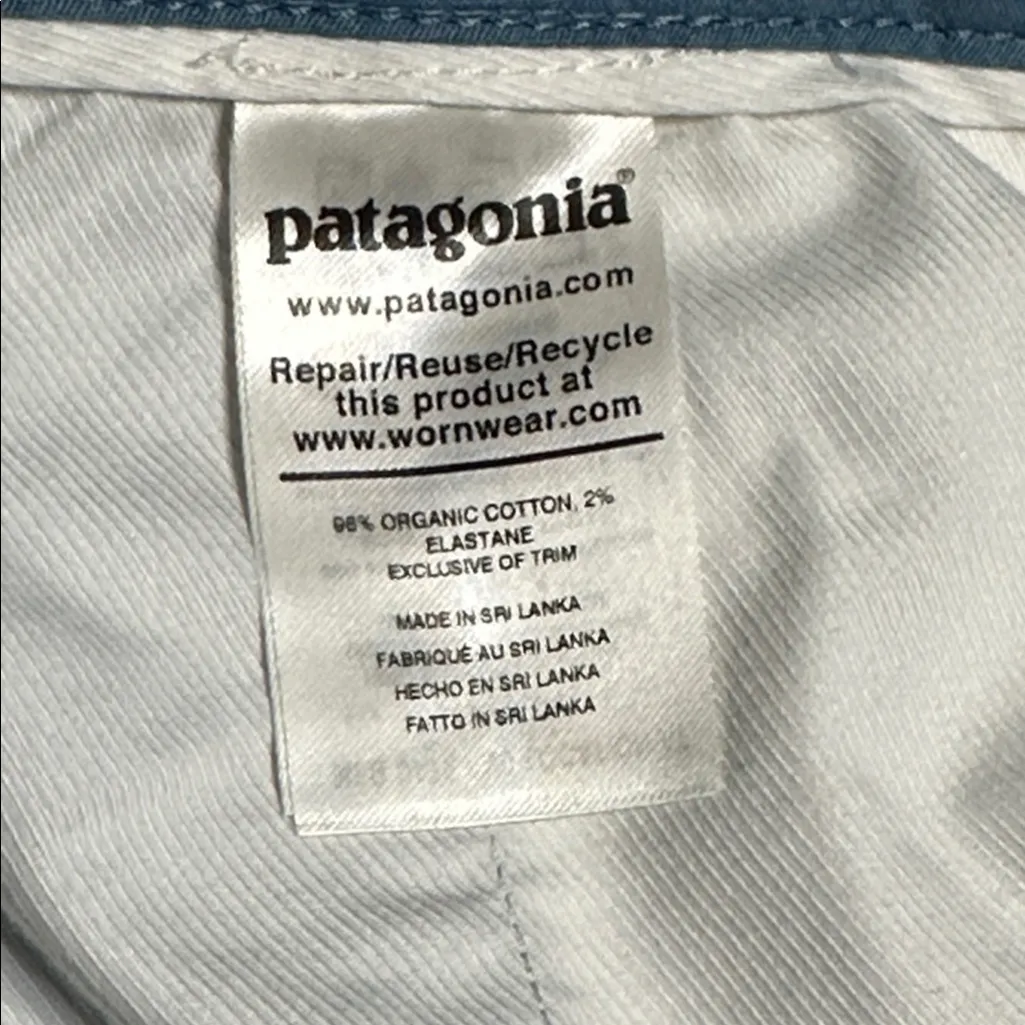 patagonia®
www.patagonia.com
Repair/Reuse/Recycle
this product at
www.wornwear.com
98% ORGANIC COTTON, 2%
ELASTANE
EXCLUSIVE OF TRIM
MADE IN SRI LANKA
FABRIQUÉ AU SRI LANKA
HECHO EN SRI LANKA
FATTO IN SRI LANKA